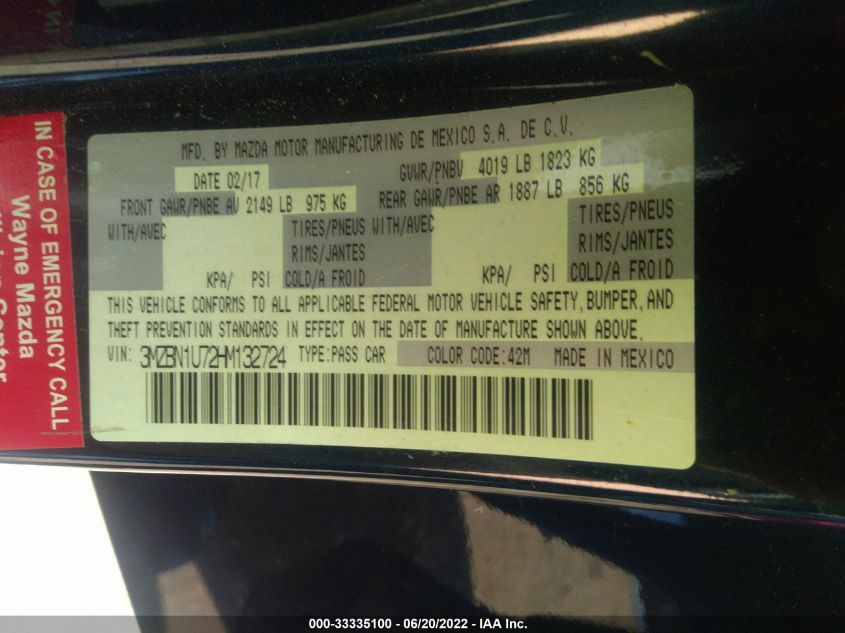 MFD. BY MAZDA MOTOR MANUFACTURING DE MEXICO S.A. DE C.V.
DATE 02/17 GVWR/PNBV 4019 LB 1823 KG
FRONT GAWR/PNBE AV 2149 LB 975 KG REAR GAWR/PNBE AR 1887 LB 856 KG
WITH/AVEC TIRES/PNEUS WITH/AVEC TIRES/PNEUS
RIMS/JANTES RIMS/JANTES
KPA/ PSI COLD/A FROID KPA/ PSI COLD/A FROID
THIS VEHICLE CONFORMS TO ALL APPLICABLE FEDERAL MOTOR VEHICLE SAFETY, BUMPER, AND
THEFT PREVENTION STANDARDS IN EFFECT ON THE DATE OF MANUFACTURE SHOWN ABOVE.
VIN: 3MZBN1U72HM132724 TYPE:PASS CAR COLOR CODE:42M MADE IN MEXICO
IN CASE OF EMERGENCY CALL
Wayne Mazda
Center
000-33335100 - 06/20/2022 - IAA Inc.